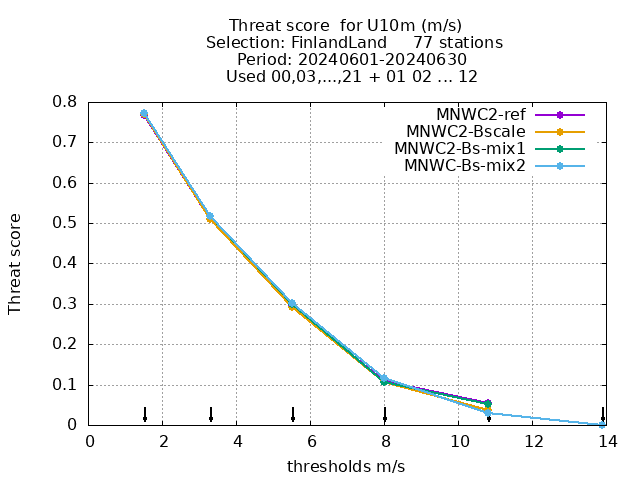 Threat score  for U10m (m/s)
Selection: FinlandLand     77 stations
Period: 20240601-20240630
Used 00,03,...,21 + 01 02 ... 12
MNWC2-ref
MNWC2-Bscale
MNWC2-Bs-mix1
MNWC-Bs-mix2
Threat score
0.8
0.7
0.6
0.5
0.4
0.3
0.2
0.1
0
0 2 4 6 8 10 12 14
thresholds m/s